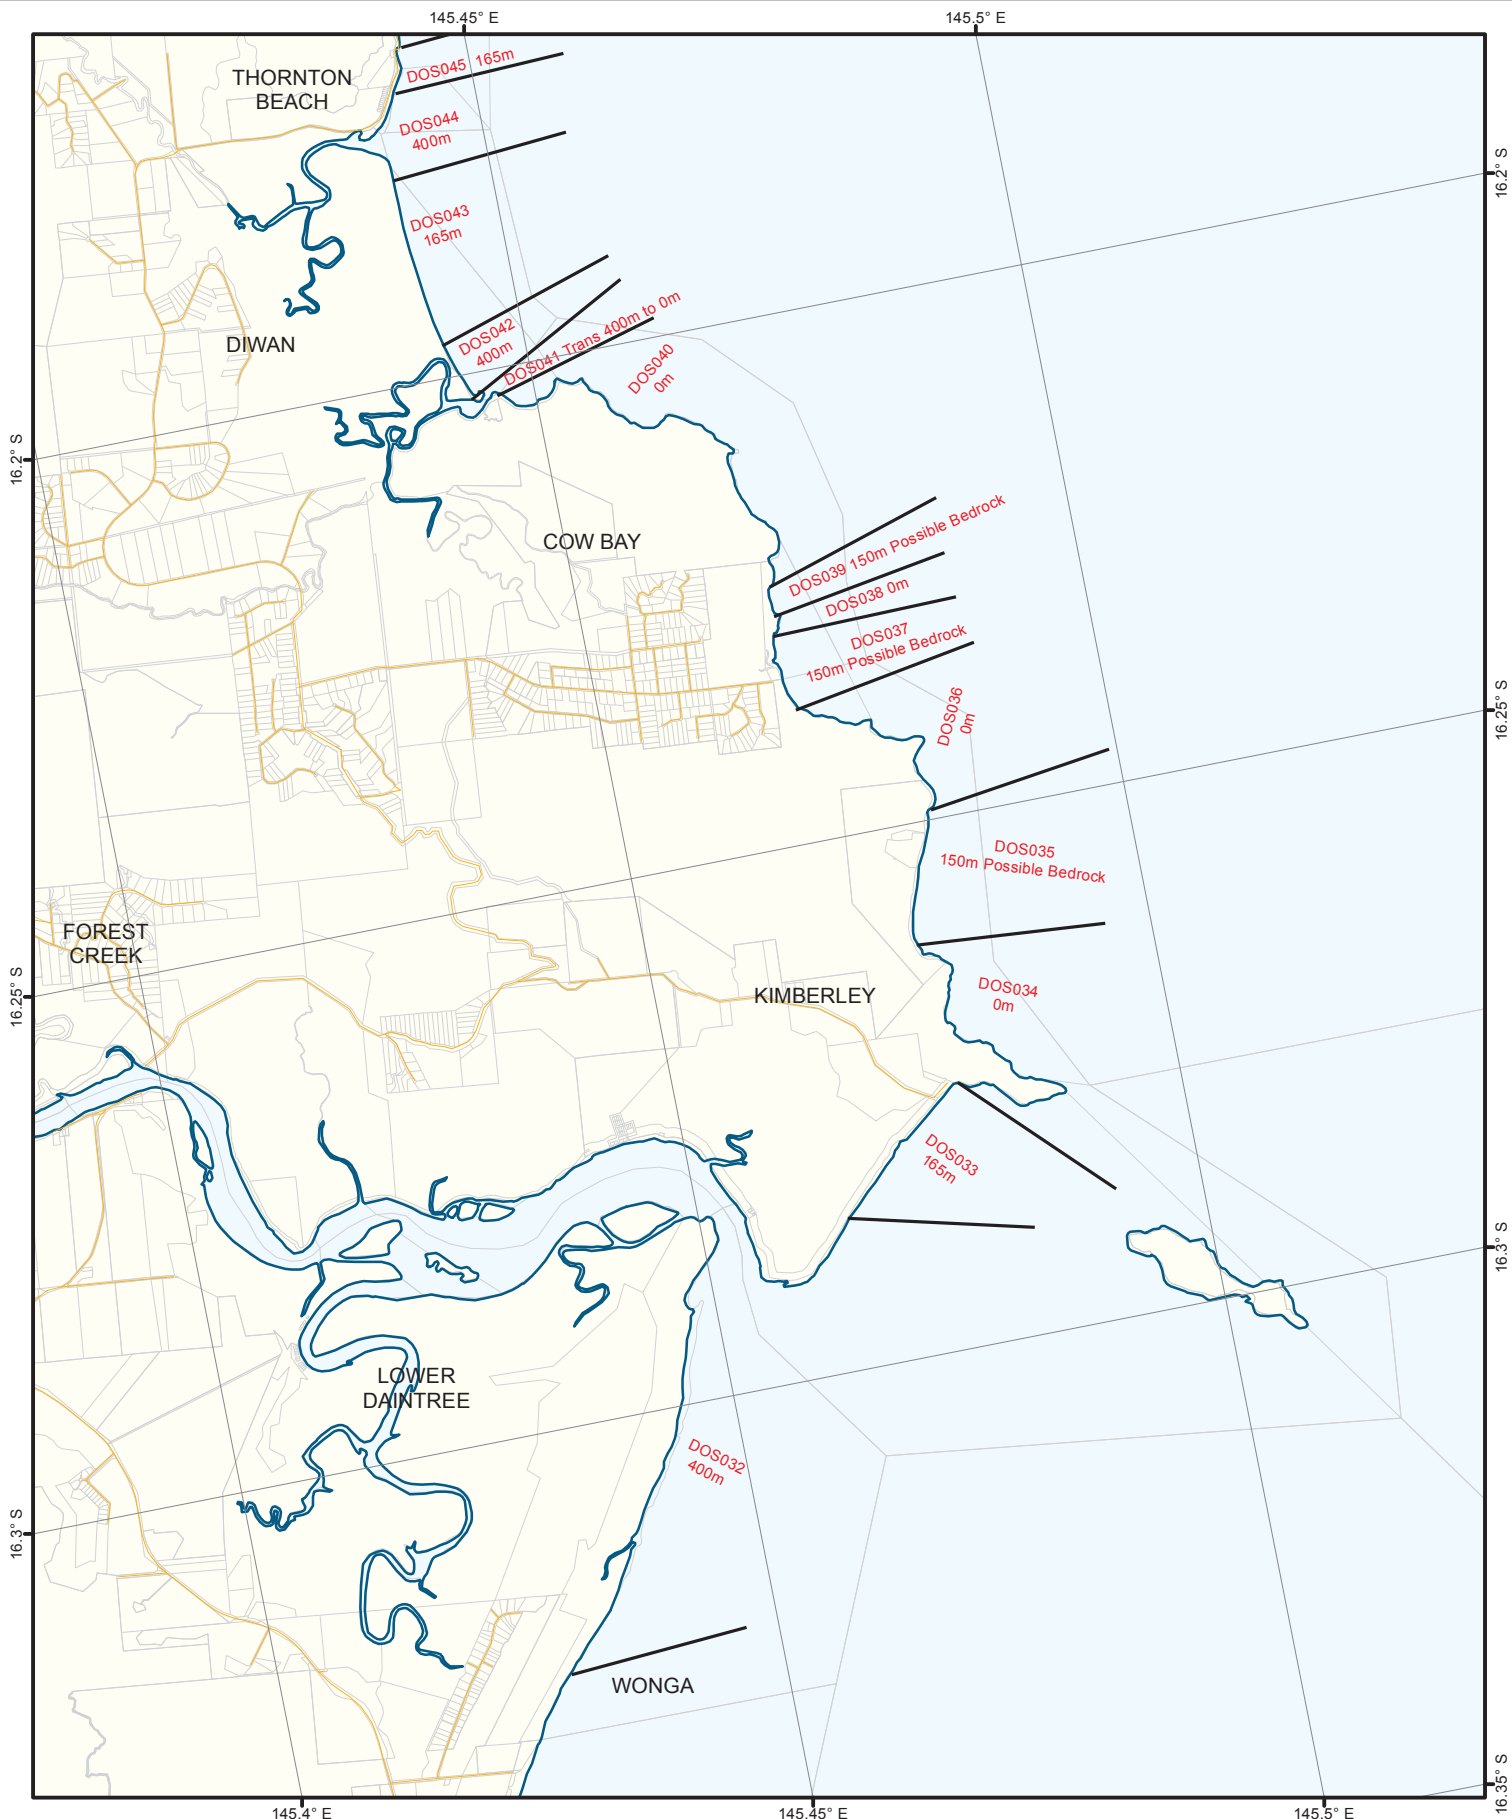 145.45° E
145.5° E
THORNTON
BEACH
DOS045 165m
DOS044
400m
16.2° S
DOS043
165m
DOS042
400m
DOS041 Trans 400m to 0m
DIWAN
DOS040
0m
16.2° S
COW BAY
DOS039 150m Possible Bedrock
DOS038 0m
DOS037
150m Possible Bedrock
DOS036
0m
16.25° S
DOS035
150m Possible Bedrock
FOREST
CREEK
16.25° S
KIMBERLEY
DOS034
0m
DOS033
165m
16.3° S
LOWER
DAINTREE
DOS032
400m
16.3° S
WONGA
16.35° S
145.4° E
145.45° E
145.5° E